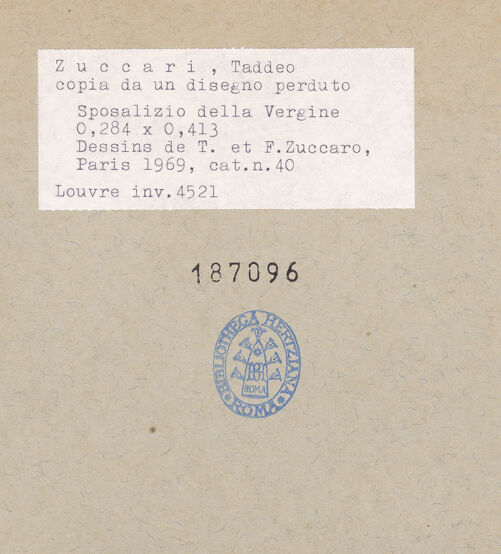 Z u c c a r i , Taddeo
copia da un disegno perduto
Sposalizio della Vergine
0,284 x 0,413
Dessins de T. et F.Zuccaro,
Paris 1969, cat.n.40
Louvre inv.4521
187096
BIBLIOTHECA HERTZIANA
ROMA
ROMA